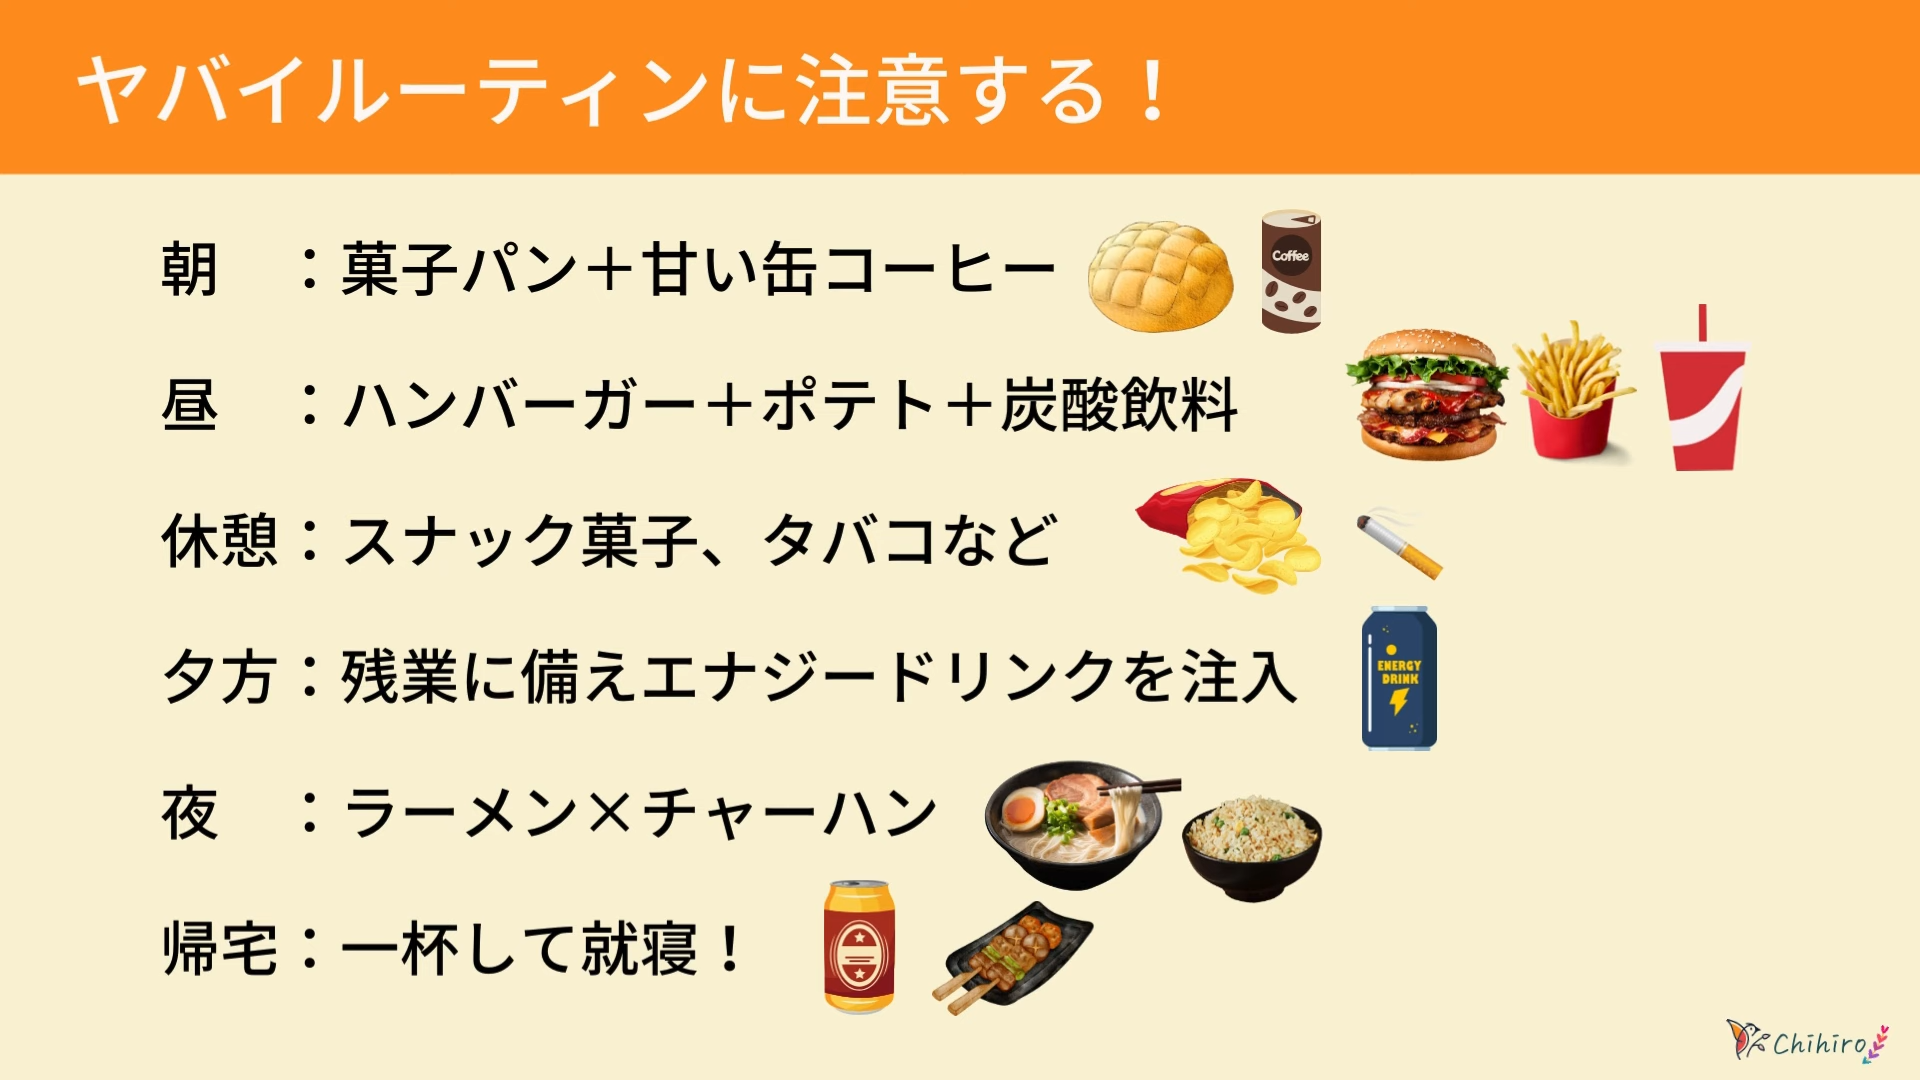 ヤバイルーティンに注意する！
朝　：菓子パン＋甘い缶コーヒー
Coffee
昼　：ハンバーガー＋ポテト＋炭酸飲料
休憩：スナック菓子、タバコなど
夕方：残業に備えエナジードリンクを注入
ENERGY
DRINK
夜　：ラーメン×チャーハン
帰宅：一杯して就寝！
Chihiro